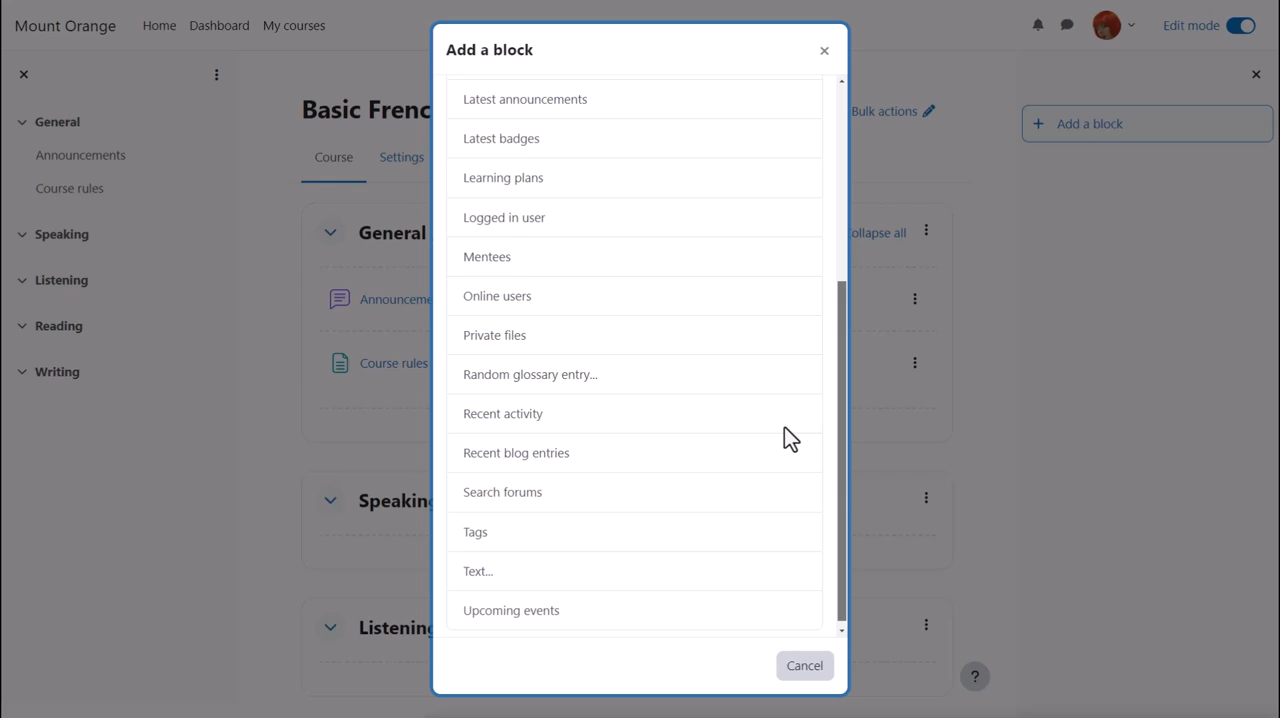 Mount Orange
Home
Dashboard
My courses
Edit mode
General
Announcements
Course rules
Speaking
Listening
Reading
Writing
Basic Frenc
Bulk actions
Course
Settings
General
ollapse all
Announceme
Course rules
Speaking
Listening
Add a block
Latest announcements
Latest badges
Learning plans
Logged in user
Mentees
Online users
Private files
Random glossary entry...
Recent activity
Recent blog entries
Search forums
Tags
Text...
Upcoming events
Cancel
+ Add a block
?